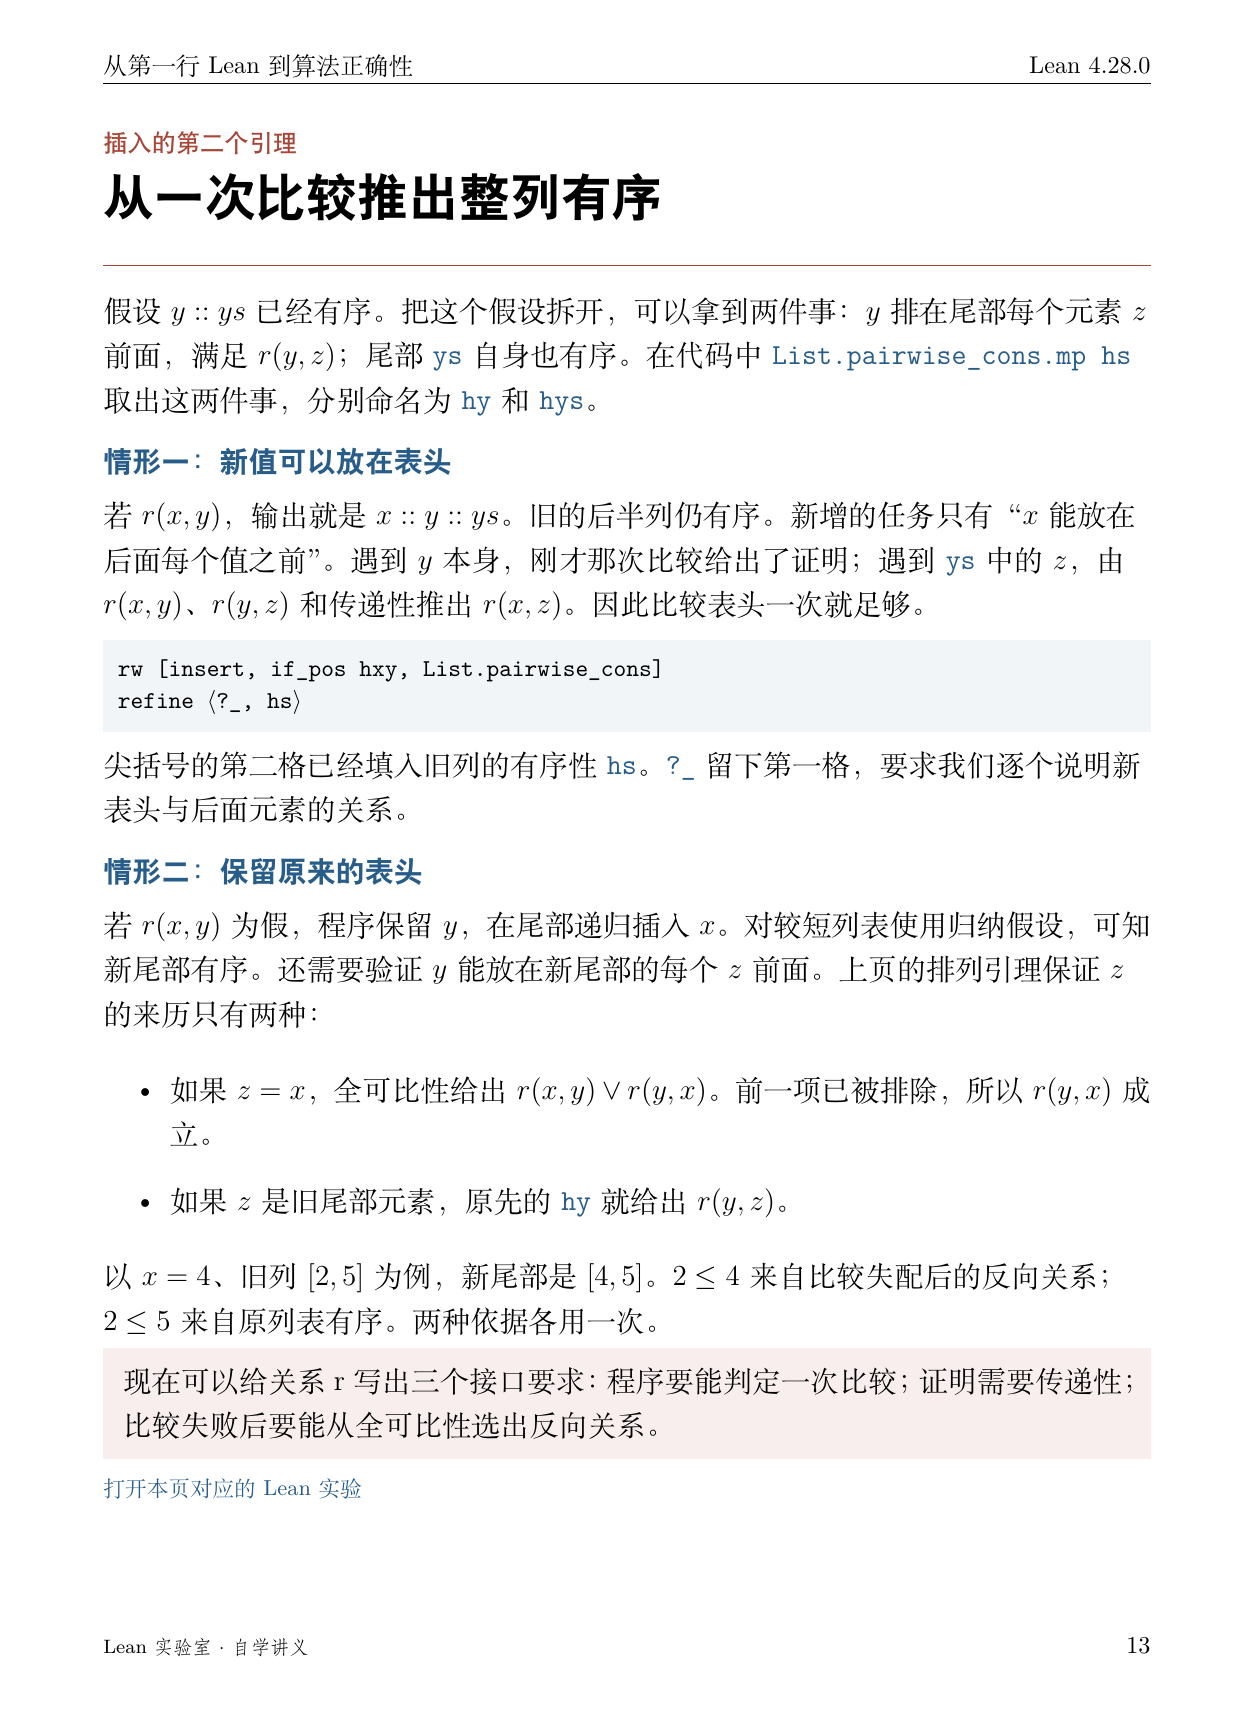 从第一行 Lean 到算法正确性
Lean 4.28.0
插入的第二个引理
从一次比较推出整列有序
假设 y :: ys 已经有序。把这个假设拆开，可以拿到两件事：y 排在尾部每个元素 z
前面，满足 r(y, z)；尾部 ys 自身也有序。在代码中 List.pairwise_cons.mp hs
取出这两件事，分别命名为 hy 和 hys。
情形一：新值可以放在表头
若 r(x, y)，输出就是 x :: y :: ys。旧的后半列仍有序。新增的任务只有“x 能放在
后面每个值之前”。遇到 y 本身，刚才那次比较给出了证明；遇到 ys 中的 z，由
r(x, y)、r(y, z) 和传递性推出 r(x, z)。因此比较表头一次就足够。
rw [insert, if_pos hxy, List.pairwise_cons]
refine ⟨?_, hs⟩
尖括号的第二格已经填入旧列的有序性 hs。?_ 留下第一格，要求我们逐个说明新
表头与后面元素的关系。
情形二：保留原来的表头
若 r(x, y) 为假，程序保留 y，在尾部递归插入 x。对较短列表使用归纳假设，可知
新尾部有序。还需要验证 y 能放在新尾部的每个 z 前面。上页的排列引理保证 z
的来历只有两种：
• 如果 z = x，全可比性给出 r(x, y) ∨ r(y, x)。前一项已被排除，所以 r(y, x) 成
立。
• 如果 z 是旧尾部元素，原先的 hy 就给出 r(y, z)。
以 x = 4、旧列 [2, 5] 为例，新尾部是 [4, 5]。2 ≤ 4 来自比较失配后的反向关系；
2 ≤ 5 来自原列表有序。两种依据各用一次。
现在可以给关系 r 写出三个接口要求：程序要能判定一次比较；证明需要传递性；
比较失败后要能从全可比性选出反向关系。
打开本页对应的 Lean 实验
Lean 实验室 · 自学讲义
13